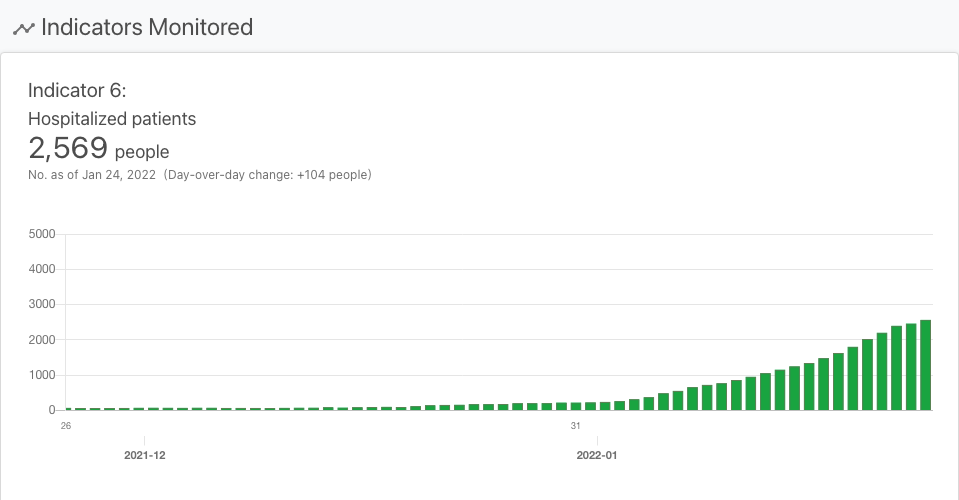 Indicators Monitored
Indicator 6:
Hospitalized patients
2,569 people
No. as of Jan 24, 2022 (Day-over-day change: +104 people)
5000
4000
3000
2000
1000
0
26 31
2021-12 2022-01